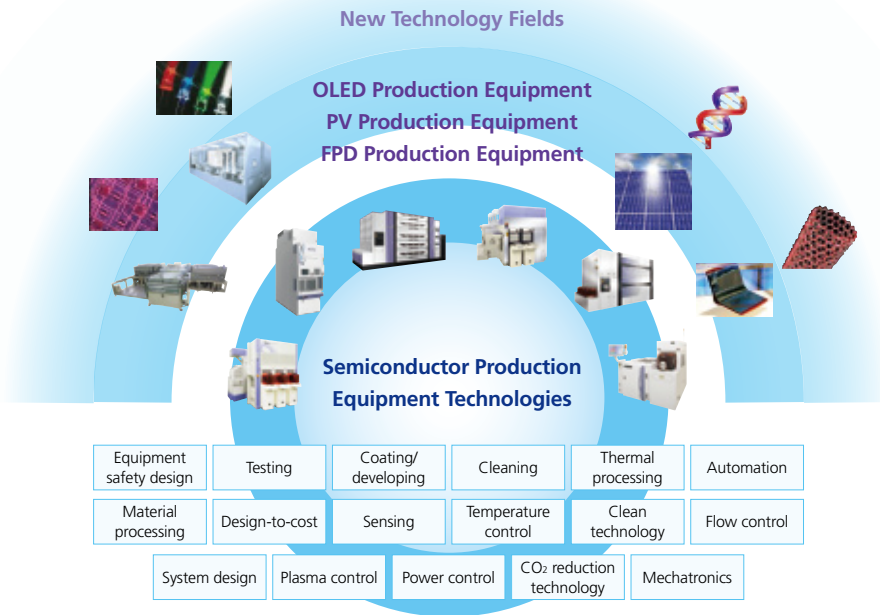 New Technology Fields
OLED Production Equipment
PV Production Equipment
FPD Production Equipment
Semiconductor Production
Equipment Technologies
Equipment
safety design
Testing
Coating/
developing
Cleaning
Thermal
processing
Automation
Material
processing
Design-to-cost
Sensing
Temperature
control
Clean
technology
Flow control
System design
Plasma control
Power control
CO₂ reduction
technology
Mechatronics